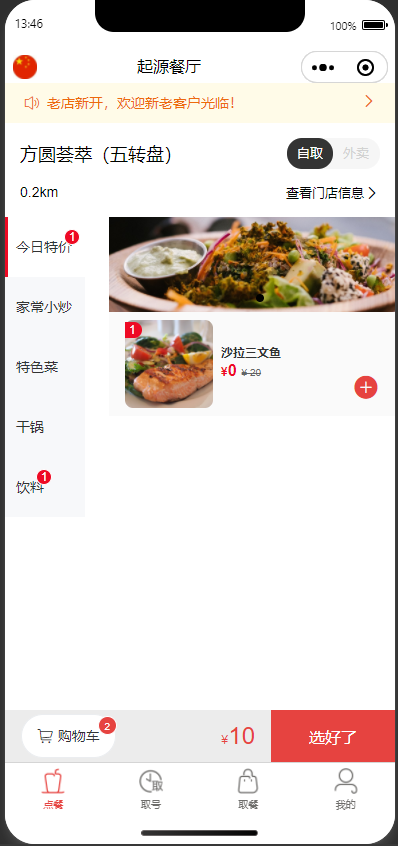 13:46
100%
起源餐厅
老店新开，欢迎新老客户光临！
方圆荟萃（五转盘）
自取
外卖
0.2km
查看门店信息
今日特价
1
家常小炒
特色菜
干锅
饮料
1
1
沙拉三文鱼
¥0 ¥ 20
购物车
2
¥10
选好了
点餐
取
取号
取餐
我的